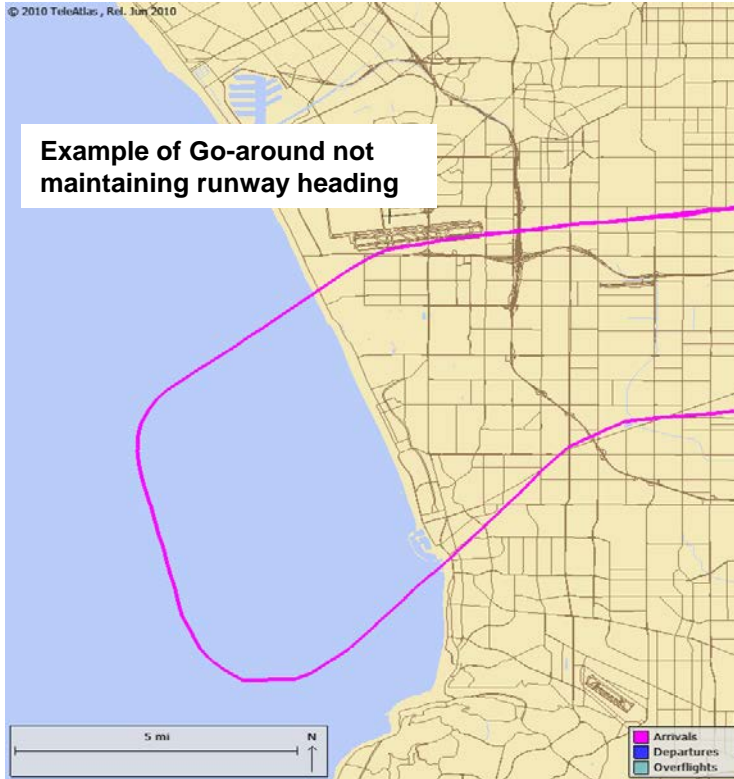 © 2010 TeleAtlas , Rel. Jun 2010
Example of Go-around not
maintaining runway heading
5 mi
N
Arrivals
Departures
Overflights